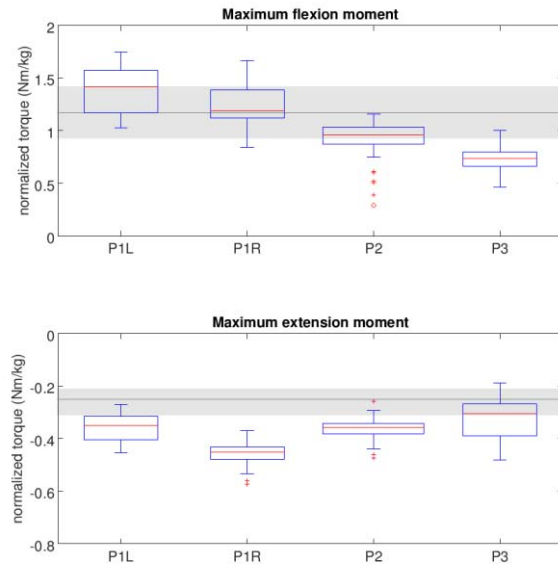 Maximum flexion moment
2
1.5
1
0.5
0
normalized torque (Nm/kg)
P1L P1R P2 P3
Maximum extension moment
0
-0.2
-0.4
-0.6
-0.8
normalized torque (Nm/kg)
P1L P1R P2 P3